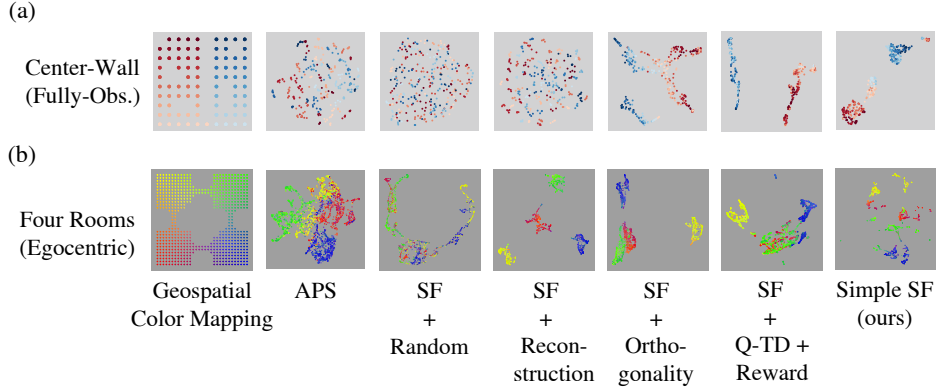 (a)
Center-Wall
(Fully-Obs.)
(b)
Four Rooms
(Egocentric)
Geospatial
Color Mapping
APS
SF
+
Random
SF
+
Recon-
struction
SF
+
Ortho-
gonality
SF
+
Q-TD +
Reward
Simple SF
(ours)